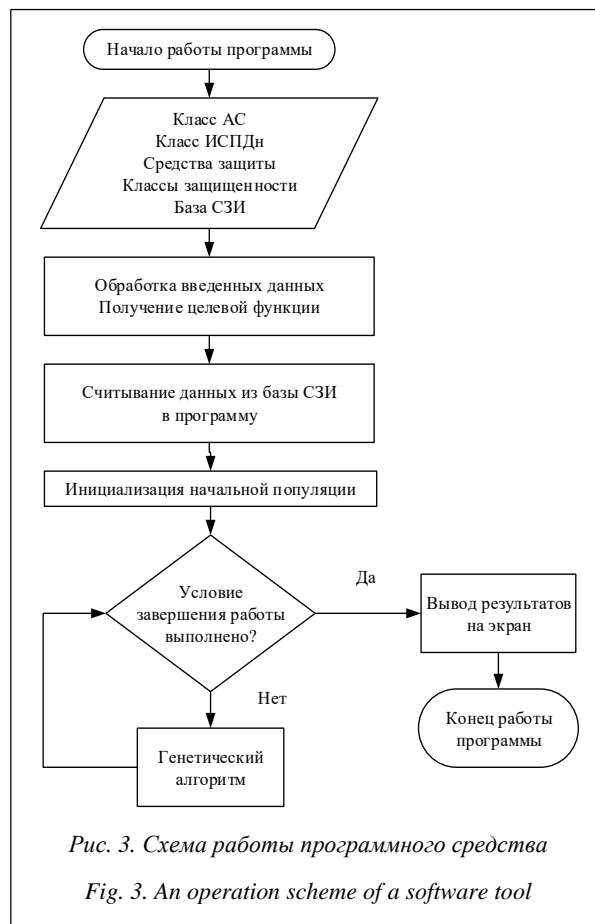 Начало работы программы
Класс АС
Класс ИСПДн
Средства защиты
Классы защищенности
База СЗИ
Обработка введенных данных
Получение целевой функции
Считывание данных из базы СЗИ
в программу
Инициализация начальной популяции
Условие
завершения работы
выполнено?
Да
Вывод результатов
на экран
Нет
Конец работы
программы
Генетический
алгоритм
Рис. 3. Схема работы программного средства
Fig. 3. An operation scheme of a software tool